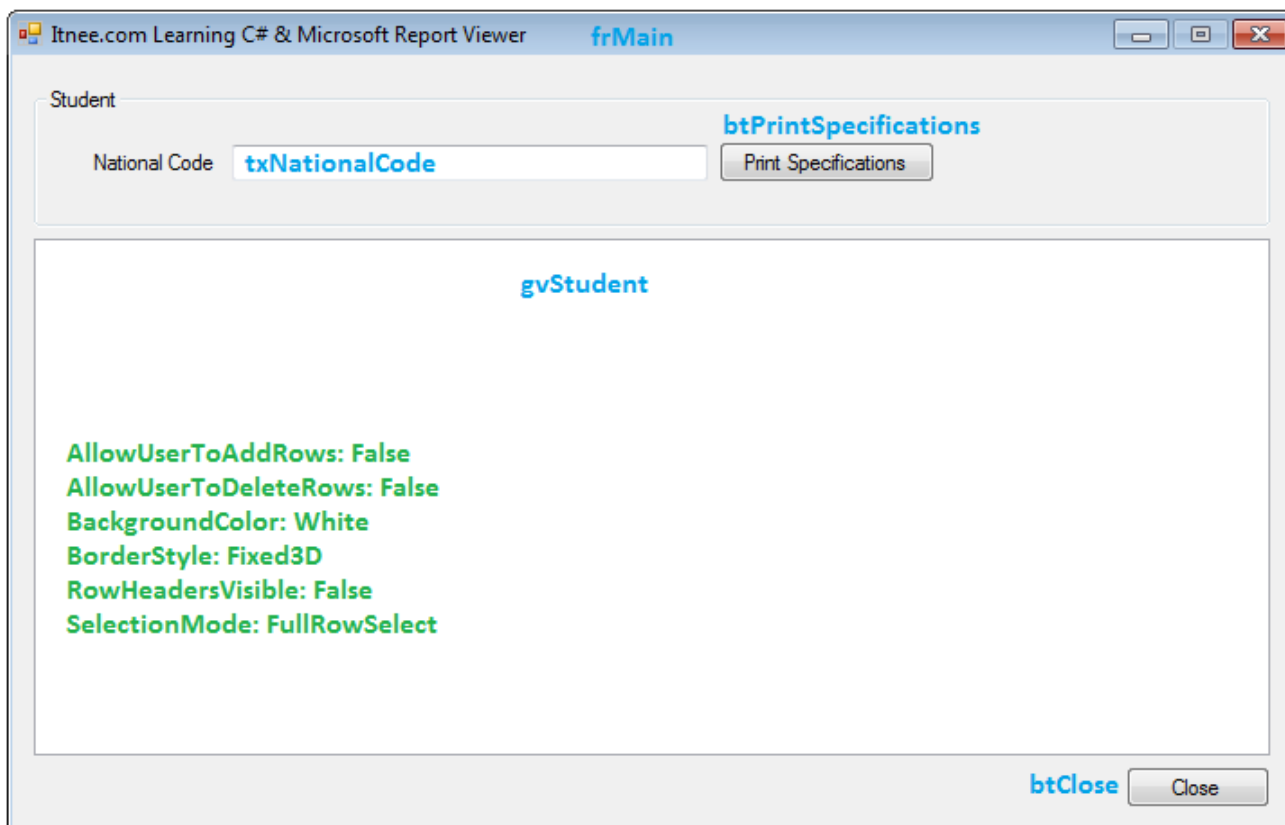 Itnee.com Learning C# & Microsoft Report Viewer frMain
Student
btPrintSpecifications
National Code txNationalCode Print Specifications
gvStudent
AllowUserToAddRows: False
AllowUserToDeleteRows: False
BackgroundColor: White
BorderStyle: Fixed3D
RowHeadersVisible: False
SelectionMode: FullRowSelect
btClose Close